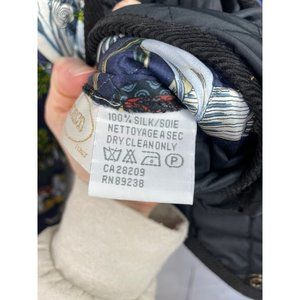 100% SILK/SOIE
NETTOYAGE A SEC
DRY CLEAN ONLY
CA28209
RN89238